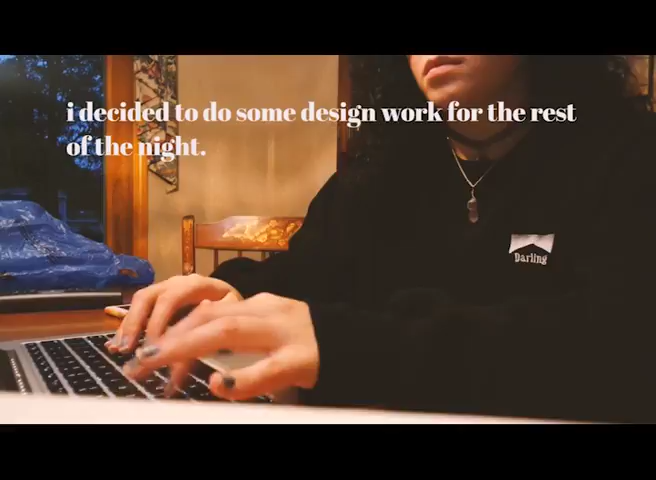 i decided to do some design work for the rest
of the night.
Darling